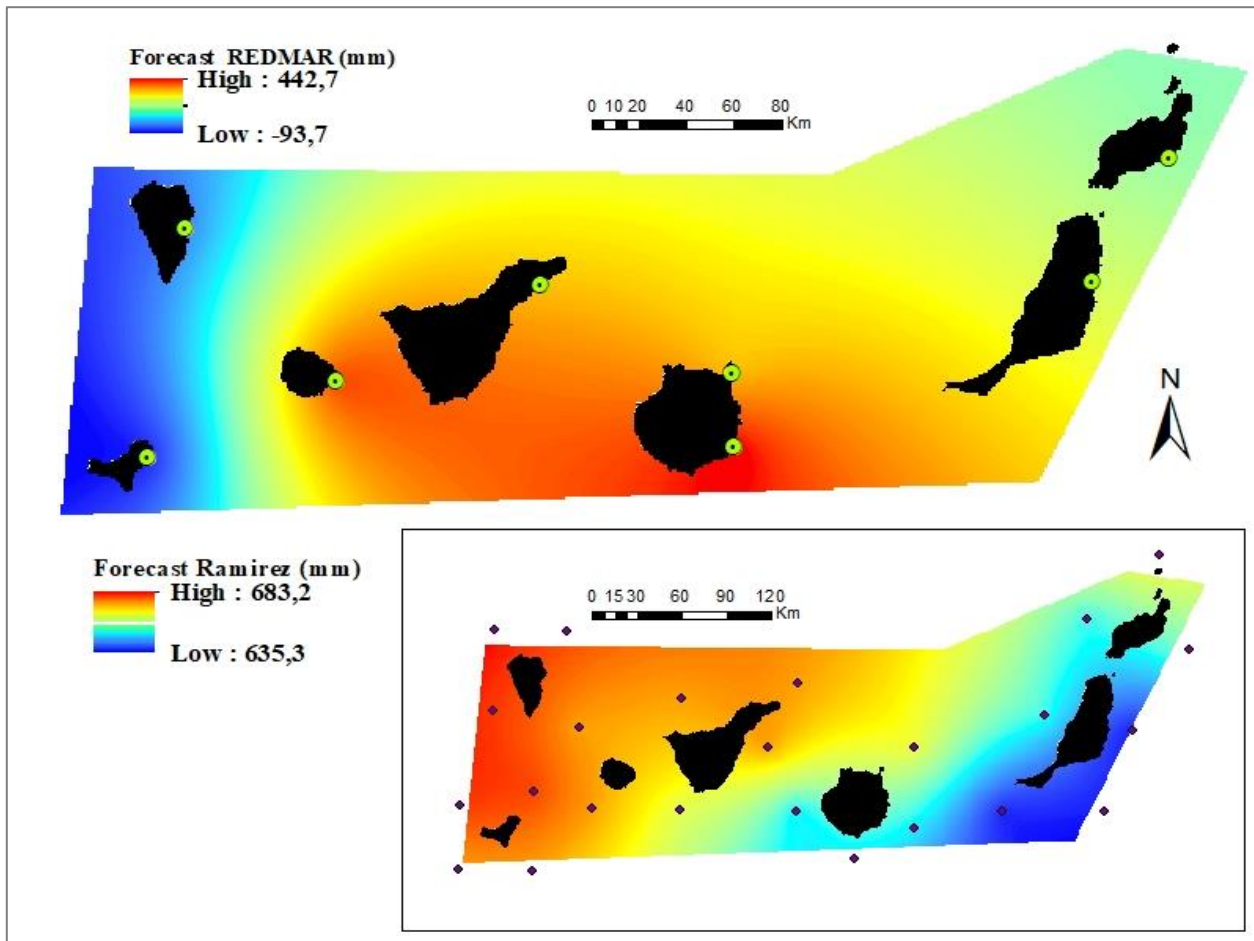 Forecast REDMAR (mm)
High : 442,7
Low : -93,7
0 10 20 40 60 80
Km
N
Forecast Ramirez (mm)
High : 683,2
Low : 635,3
0 15 30 60 90 120
Km